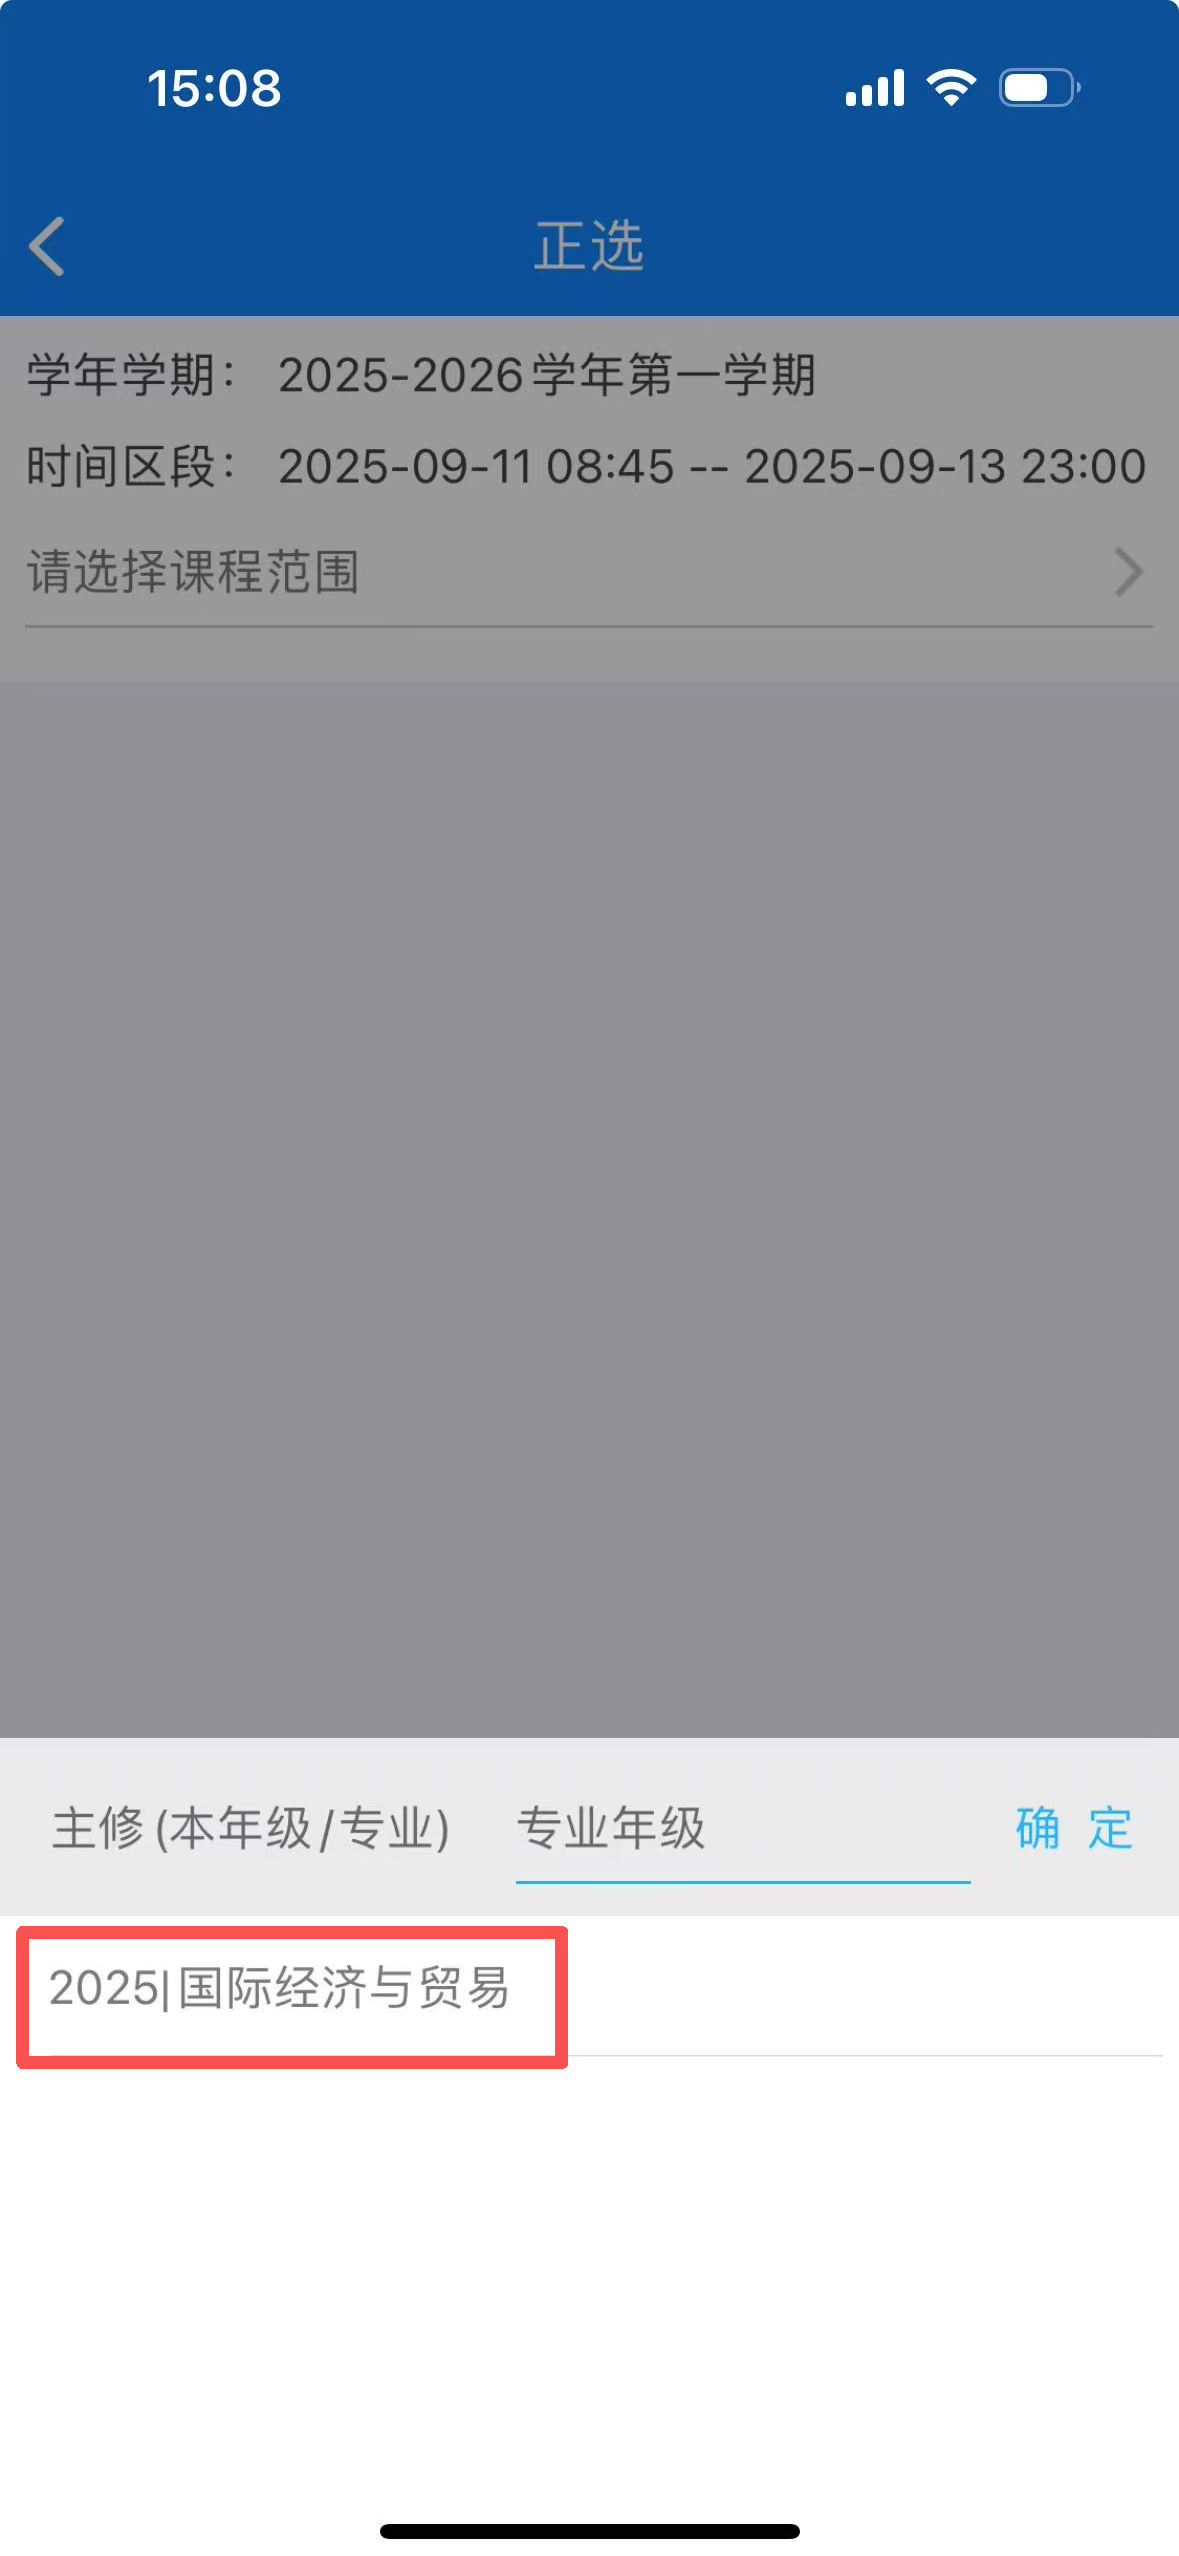 15:08
正选
学年学期： 2025-2026学年第一学期
时间区段： 2025-09-11 08:45 -- 2025-09-13 23:00
请选择课程范围
主修(本年级/专业) 专业年级 确 定
2025|国际经济与贸易